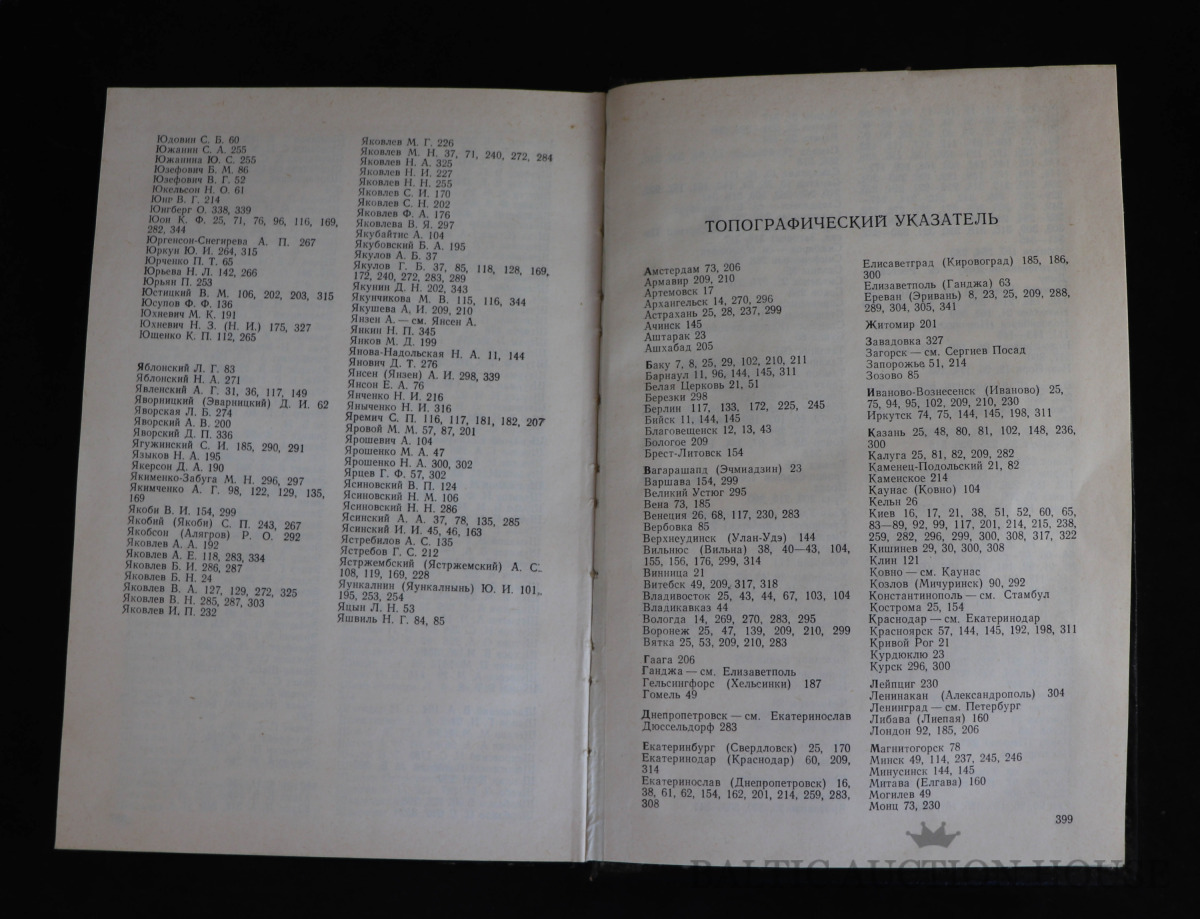 Юдовин С. Б. 60
Южанин С. А. 255
Южанина Ю. С. 255
Юзефович Б. М. 86
Юзефович В. Г. 52
Юкельсон Н. О. 61
Юнг В. Г. 214
Юнгберг О. 338, 339
Юон К. Ф. 25, 71, 76, 96, 116, 169,
282, 344
Юргенсон-Снегирева А. П. 267
Юркун Ю. И. 264, 315
Юрченко П. Т. 65
Юрьева Н. Л. 142, 266
Юрьян П. 253
Юстицкий В. М. 106, 202, 203, 315
Юсупов Ф. Ф. 136
Юхневич М. К. 191
Юхневич Н. З. (Н. И.) 175, 327
Ющенко К. П. 112, 265
Яблонский Л. Г. 83
Яблонский Н. А. 271
Явленский А. Г. 31, 36, 117, 149
Яворницкий (Эварницкий) Д. И. 62
Яворская Л. Б. 274
Яворский А. В. 200
Яворский Д. П. 336
Ягужинский С. И. 185, 290, 291
Языков Н. А. 195
Якерсон Д. А. 190
Якименко-Забуга М. Н. 296, 297
Якимченко А. Г. 98, 122, 129, 135,
169
Якоби В. И. 154, 299
Якобий (Якоби) С. П. 243, 267
Якобсон (Алягров) Р. О. 292
Яковлев А. А. 192
Яковлев А. Е. 118, 283, 334
Яковлев Б. И. 286, 287
Яковлев Б. Н. 24
Яковлев В. А. 127, 129, 272, 325
Яковлев В. Н. 285, 287, 303
Яковлев И. П. 232
Яковлев М. Г. 226
Яковлев М. Н. 37, 71, 240, 272, 284
Яковлев Н. А. 325
Яковлев Н. И. 227
Яковлев Н. Н. 255
Яковлев С. И. 170
Яковлев С. Н. 202
Яковлев Ф. А. 176
Яковлева В. Я. 297
Якубайтис А. 104
Якубовский Б. А. 195
Якулов А. Б. 37
Якулов Г. Б. 37, 85, 118, 128, 169,
172, 240, 272, 283, 289
Якунин Д. Н. 202, 343
Якунчикова М. В. 115, 116, 344
Якушева А. И. 209, 210
Янзен А. — см. Янсен А.
Янкин Н. П. 345
Янков М. Д. 199
Янова-Надольская Н. А. 11, 144
Янович Д. Т. 276
Янсен (Янзен) А. И. 298, 339
Янсон Е. А. 76
Янченко Н. И. 216
Яныченко Н. И. 316
Яремич С. П. 116, 117, 181, 182, 207
Яровой М. М. 57, 87, 201
Ярошевич А. 104
Ярошенко М. А. 47
Ярошенко Н. А. 300, 302
Ярцев Г. Ф. 57, 302
Ясиновский В. П. 124
Ясиновский Н. М. 106
Ясиновский Н. Н. 286
Ясинский А. А. 37, 78, 135, 285
Ясинский И. И. 45, 46, 163
Ястребилов А. С. 135
Ястребов Г. С. 212
Ястржембский (Ястржемский) А. С.
108, 119, 169, 228
Яункалнин (Яункалнынь) Ю. И. 101,
195, 253, 254
Яцын Л. Н. 53
Яшвиль Н. Г. 84, 85
ТОПОГРАФИЧЕСКИЙ УКАЗАТЕЛЬ
Амстердам 73, 206
Армавир 209, 210
Артемовск 17
Архангельск 14, 270, 296
Астрахань 25, 28, 237, 299
Ачинск 145
Аштарак 23
Ашхабад 205
Баку 7, 8, 25, 29, 102, 210, 211
Барнаул 11, 96, 144, 145, 311
Белая Церковь 21, 51
Березки 298
Берлин 117, 133, 172, 225, 245
Бийск 11, 144, 145
Благовещенск 12, 13, 43
Бологое 209
Брест-Литовск 154
Вагаршапд (Эчмиадзин) 23
Варшава 154, 299
Великий Устюг 295
Вена 73, 185
Венеция 26, 68, 117, 230, 283
Вербовка 85
Верхнеудинск (Улан-Удэ) 144
Вильнюс (Вильна) 38, 40—43, 104,
155, 156, 176, 299, 314
Винница 21
Витебск 49, 209, 317, 318
Владивосток 25, 43, 44, 67, 103, 104
Владикавказ 44
Вологда 14, 269, 270, 283, 295
Воронеж 25, 47, 139, 209, 210, 299
Вятка 25, 53, 209, 210, 283
Гаага 206
Ганджа — см. Елизаветполь
Гельсингфорс (Хельсинки) 187
Гомель 49
Днепропетровск — см. Екатеринослав
Дюссельдорф 283
Екатеринбург (Свердловск) 25, 170
Екатеринодар (Краснодар) 60, 209,
314
Екатеринослав (Днепропетровск) 16,
38, 61, 62, 154, 162, 201, 214, 259, 283,
308
Елисаветград (Кировоград) 185, 186,
300
Елизаветполь (Ганджа) 63
Ереван (Эривань) 8, 23, 25, 209, 288,
289, 304, 305, 341
Житомир 201
Завадовка 327
Загорск — см. Сергиев Посад
Запорожье 51, 214
Зозово 85
Иваново-Вознесенск (Иваново) 25,
75, 94, 95, 102, 209, 210, 230
Иркутск 74, 75, 144, 145, 198, 311
Казань 25, 48, 80, 81, 102, 148, 236,
300
Калуга 25, 81, 82, 209, 282
Каменец-Подольский 21, 82
Каменское 214
Каунас (Ковно) 104
Кельн 26
Киев 16, 17, 21, 38, 51, 52, 60, 65,
83—89, 92, 99, 117, 201, 214, 215, 238,
259, 282, 296, 299, 300, 308, 317, 322
Кишинев 29, 30, 300, 308
Клин 121
Ковно — см. Каунас
Козлов (Мичуринск) 90, 292
Константинополь — см. Стамбул
Кострома 25, 154
Краснодар — см. Екатеринодар
Красноярск 57, 144, 145, 192, 198, 311
Кривой Рог 21
Курдюклю 23
Курск 296, 300
Лейпциг 230
Ленинакан (Александрополь) 304
Ленинград — см. Петербург
Либава (Лиепая) 160
Лондон 92, 185, 206
Магнитогорск 78
Минск 49, 114, 237, 245, 246
Минусинск 144, 145
Митава (Елгава) 160
Могилев 49
Монц 73, 230
399
BALTIC AUCTION HOUSE